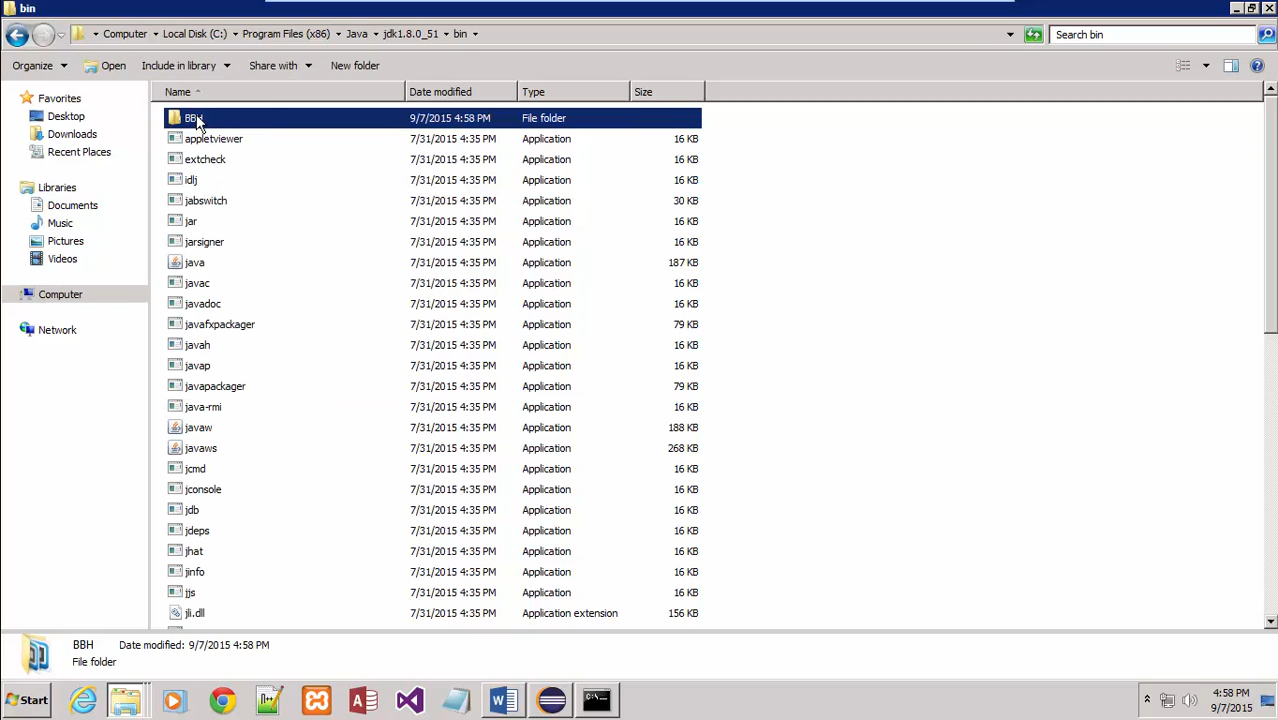 bin
Computer Local Disk (C:) Program Files (x86) Java jdk1.8.0_51 bin Search bin
Organize Open Include in library Share with New folder
Name Date modified Type Size
Favorites
Desktop
Downloads
Recent Places
Libraries
Documents
Music
Pictures
Videos
Computer
Network
BBH 9/7/2015 4:58 PM File folder
appletviewer 7/31/2015 4:35 PM Application 16 KB
extcheck 7/31/2015 4:35 PM Application 16 KB
idlj 7/31/2015 4:35 PM Application 16 KB
jabswitch 7/31/2015 4:35 PM Application 30 KB
jar 7/31/2015 4:35 PM Application 16 KB
jarsigner 7/31/2015 4:35 PM Application 16 KB
java 7/31/2015 4:35 PM Application 187 KB
javac 7/31/2015 4:35 PM Application 16 KB
javadoc 7/31/2015 4:35 PM Application 16 KB
javafxpackager 7/31/2015 4:35 PM Application 79 KB
javah 7/31/2015 4:35 PM Application 16 KB
javap 7/31/2015 4:35 PM Application 16 KB
javapackager 7/31/2015 4:35 PM Application 79 KB
java-rmi 7/31/2015 4:35 PM Application 16 KB
javaw 7/31/2015 4:35 PM Application 188 KB
javaws 7/31/2015 4:35 PM Application 268 KB
jcmd 7/31/2015 4:35 PM Application 16 KB
jconsole 7/31/2015 4:35 PM Application 16 KB
jdb 7/31/2015 4:35 PM Application 16 KB
jdeps 7/31/2015 4:35 PM Application 16 KB
jhat 7/31/2015 4:35 PM Application 16 KB
jinfo 7/31/2015 4:35 PM Application 16 KB
jjs 7/31/2015 4:35 PM Application 16 KB
jli.dll 7/31/2015 4:35 PM Application extension 156 KB
BBH Date modified: 9/7/2015 4:58 PM
File folder
Start
4:58 PM
9/7/2015